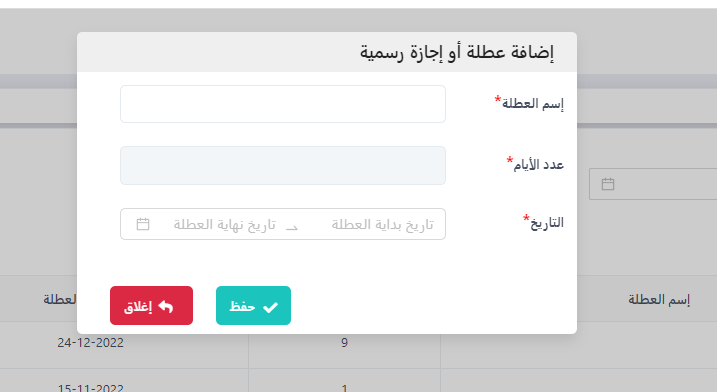 إضافة عطلة أو إجازة رسمية
إسم العطلة*
عدد الأيام*
التاريخ*
تاريخ بداية العطلة → تاريخ نهاية العطلة
حفظ
إغلاق
إسم العطلة
العطلة
9
24-12-2022
1
15-11-2022